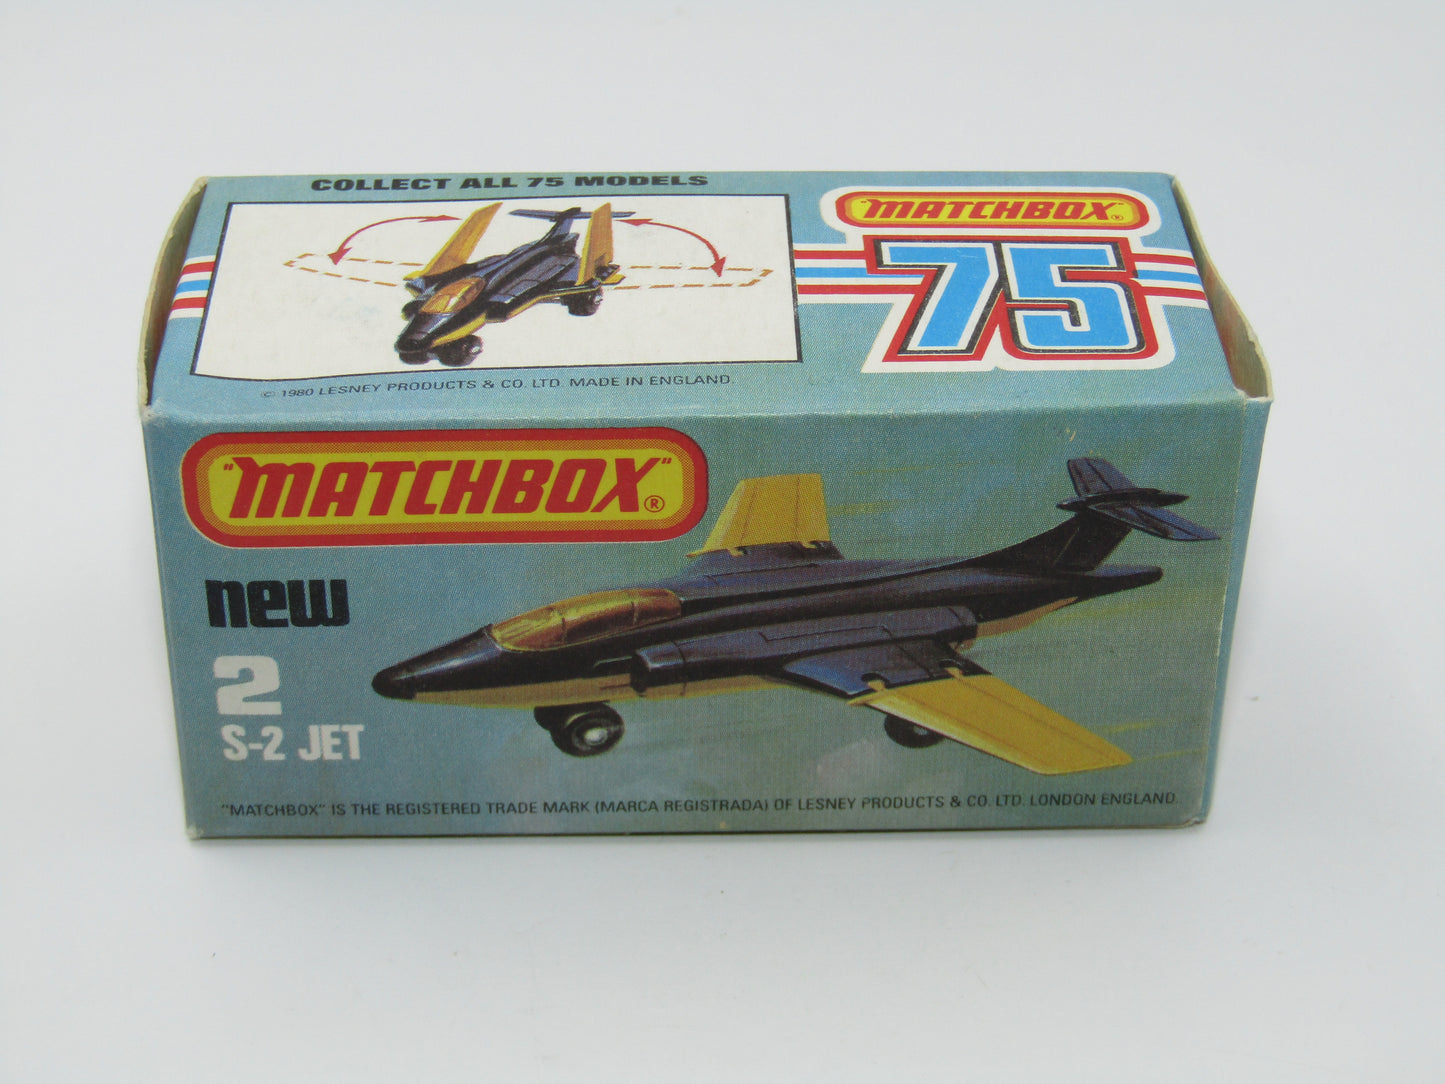 COLLECT ALL 75 MODELS
"MATCHBOX"®
75
© 1980 LESNEY PRODUCTS & CO. LTD. MADE IN ENGLAND.
"MATCHBOX"®
new
2
S-2 JET
"MATCHBOX" IS THE REGISTERED TRADE MARK (MARCA REGISTRADA) OF LESNEY PRODUCTS & CO. LTD. LONDON ENGLAND.